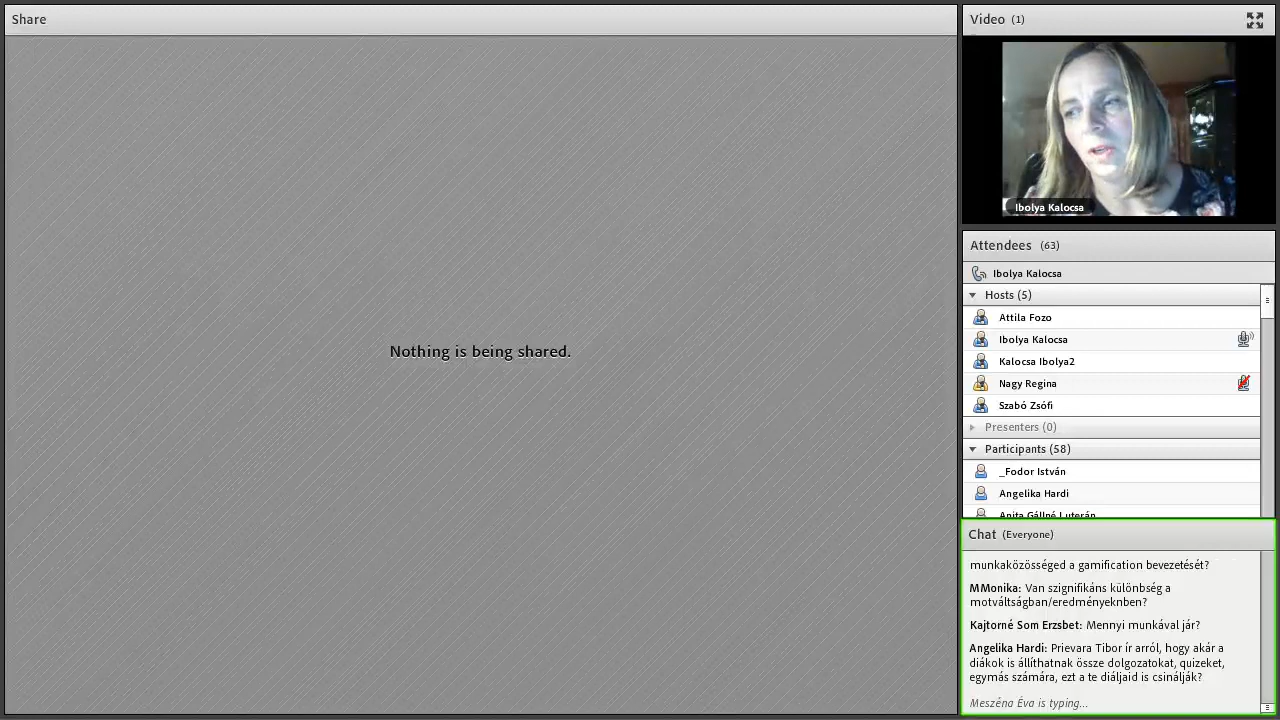 Share
Nothing is being shared.
Video (1)
Ibolya Kalocsa
Attendees (63)
Ibolya Kalocsa
Hosts (5)
Attila Fozo
Ibolya Kalocsa
Kalocsa Ibolya2
Nagy Regina
Szabó Zsófi
Presenters (0)
Participants (58)
_Fodor István
Angelika Hardi
Anita Gállné Luterán
Chat (Everyone)
munkaközösséged a gamification bevezetését?
MMonika: Van szignifikáns különbség a
motváltságban/eredményeknben?
Kajtorné Som Erzsbet: Mennyi munkával jár?
Angelika Hardi: Prievara Tibor ír arról, hogy akár a
diákok is állíthatnak össze dolgozatokat, quizeket,
egymás számára, ezt a te diáljaid is csinálják?
Meszéna Éva is typing...